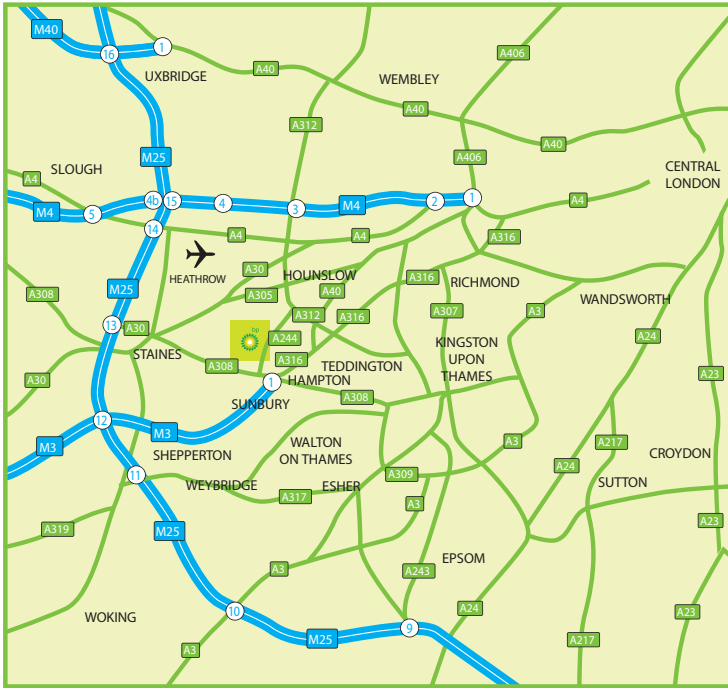 M40
16
1
UXBRIDGE
A40
WEMBLEY
A406
A40
A312
A40
M25
A406
SLOUGH
A4
CENTRAL
LONDON
M4
5
4b
15
4
3
M4
2
1
A4
14
A4
A4
A316
HEATHROW
A30
HOUNSLOW
A316
RICHMOND
A308
M25
A305
A40
WANDSWORTH
A3
A307
13
A30
A312
A316
bp
A244
A24
STAINES
A308
A316
TEDDINGTON
KINGSTON
UPON
THAMES
A23
A30
1
HAMPTON
A308
SUNBURY
12
M3
M3
SHEPPERTON
WALTON
ON THAMES
A3
A217
CROYDON
11
WEYBRIDGE
A317
ESHER
A309
A24
SUTTON
A3
A319
M25
A23
EPSOM
A3
A243
WOKING
10
A24
A23
M25
9
A3
A217